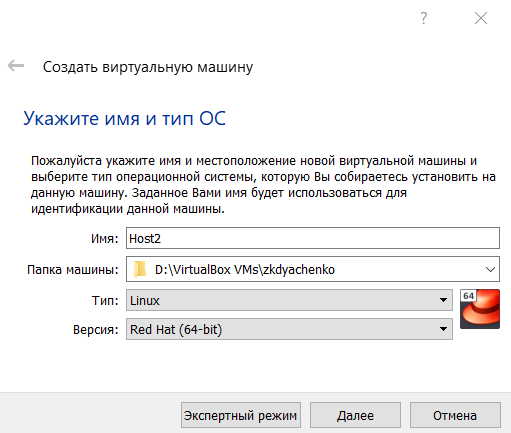 ?
Создать виртуальную машину
Укажите имя и тип ОС
Пожалуйста укажите имя и местоположение новой виртуальной машины и
выберите тип операционной системы, которую Вы собираетесь установить на
данную машину. Заданное Вами имя будет использоваться для
идентификации данной машины.
Имя: Host2
Папка машины: D:\VirtualBox VMs\zkdyachenko
Тип: Linux
64
Версия: Red Hat (64-bit)
Экспертный режим Далее Отмена